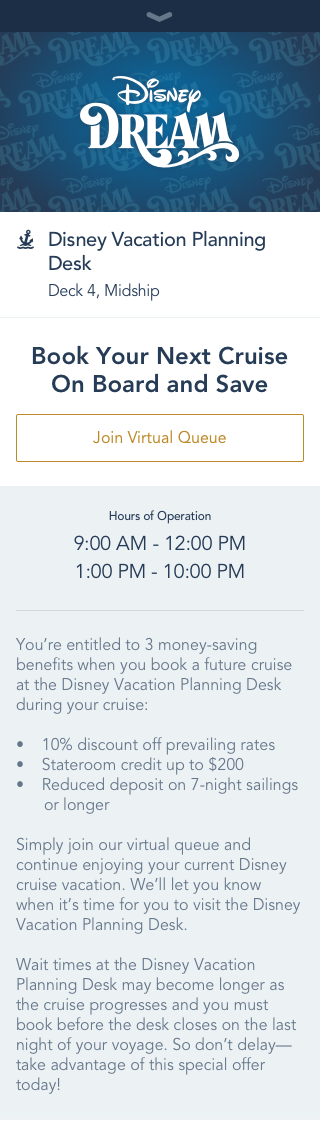 Disney
DREAM
Disney Vacation Planning
Desk
Deck 4, Midship
Book Your Next Cruise
On Board and Save
Join Virtual Queue
Hours of Operation
9:00 AM - 12:00 PM
1:00 PM - 10:00 PM
You’re entitled to 3 money-saving
benefits when you book a future cruise
at the Disney Vacation Planning Desk
during your cruise:
• 10% discount off prevailing rates
• Stateroom credit up to $200
• Reduced deposit on 7-night sailings
or longer
Simply join our virtual queue and
continue enjoying your current Disney
cruise vacation. We’ll let you know
when it’s time for you to visit the Disney
Vacation Planning Desk.
Wait times at the Disney Vacation
Planning Desk may become longer as
the cruise progresses and you must
book before the desk closes on the last
night of your voyage. So don’t delay—
take advantage of this special offer
today!